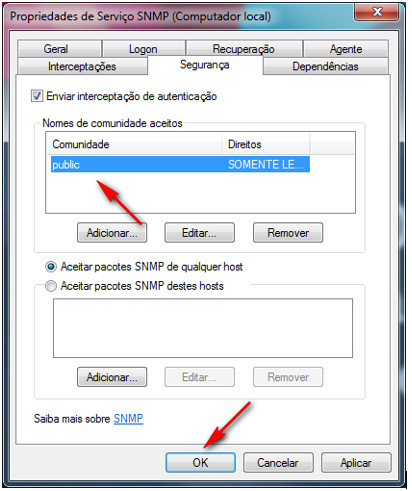 Propriedades de Serviço SNMP (Computador local)
Geral Logon Recuperação Agente
Interceptações Segurança Dependências
Enviar interceptação de autenticação
Nomes de comunidade aceitos
Comunidade Direitos
public SOMENTE LE...
Adicionar... Editar... Remover
Aceitar pacotes SNMP de qualquer host
Aceitar pacotes SNMP destes hosts
Adicionar... Editar... Remover
Saiba mais sobre SNMP
OK Cancelar Aplicar